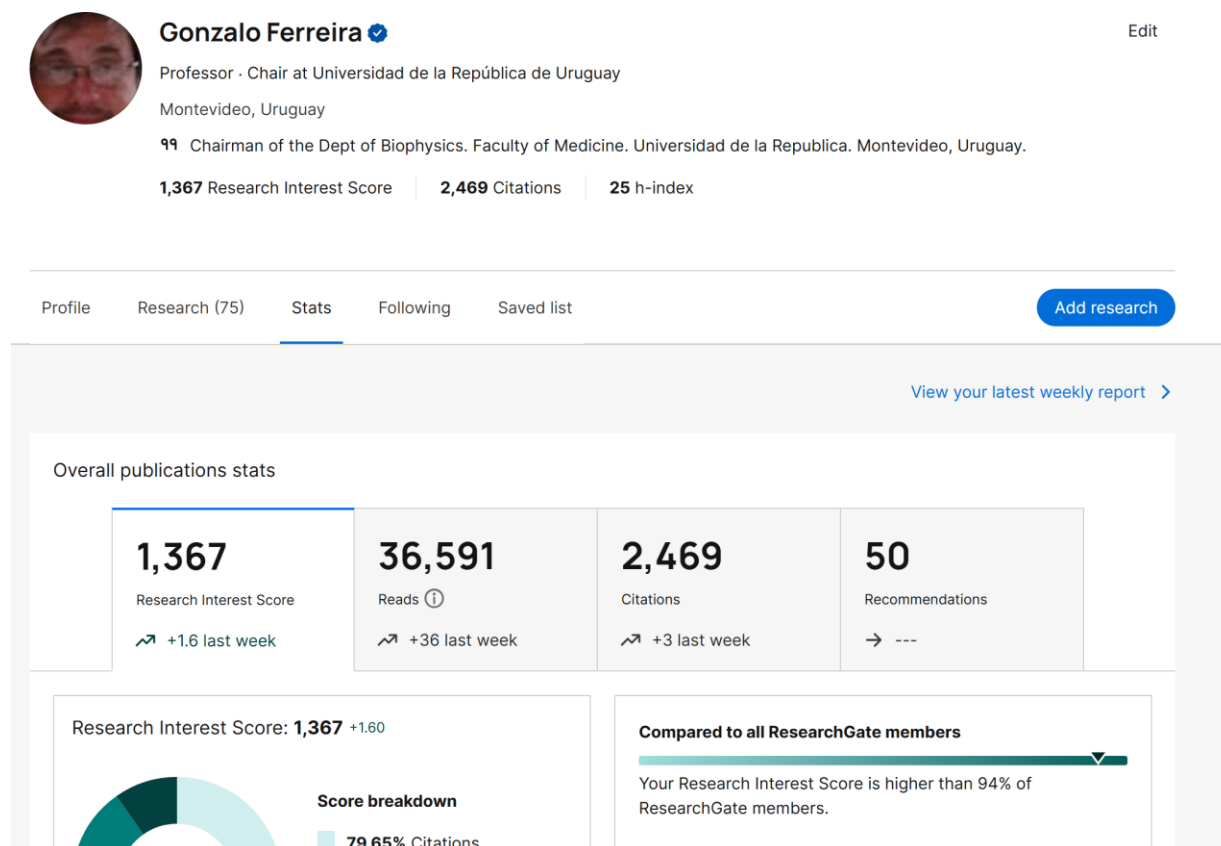 Gonzalo Ferreira
Edit
Professor · Chair at Universidad de la República de Uruguay
Montevideo, Uruguay
Chairman of the Dept of Biophysics. Faculty of Medicine. Universidad de la Republica. Montevideo, Uruguay.
1,367 Research Interest Score 2,469 Citations 25 h-index
Profile Research (75) Stats Following Saved list Add research
View your latest weekly report
Overall publications stats
1,367 36,591 2,469 50
Research Interest Score Reads Citations Recommendations
+1.6 last week +36 last week +3 last week ---
Research Interest Score: 1,367 +1.60
Compared to all ResearchGate members
Your Research Interest Score is higher than 94% of
ResearchGate members.
Score breakdown
79.65% Citations